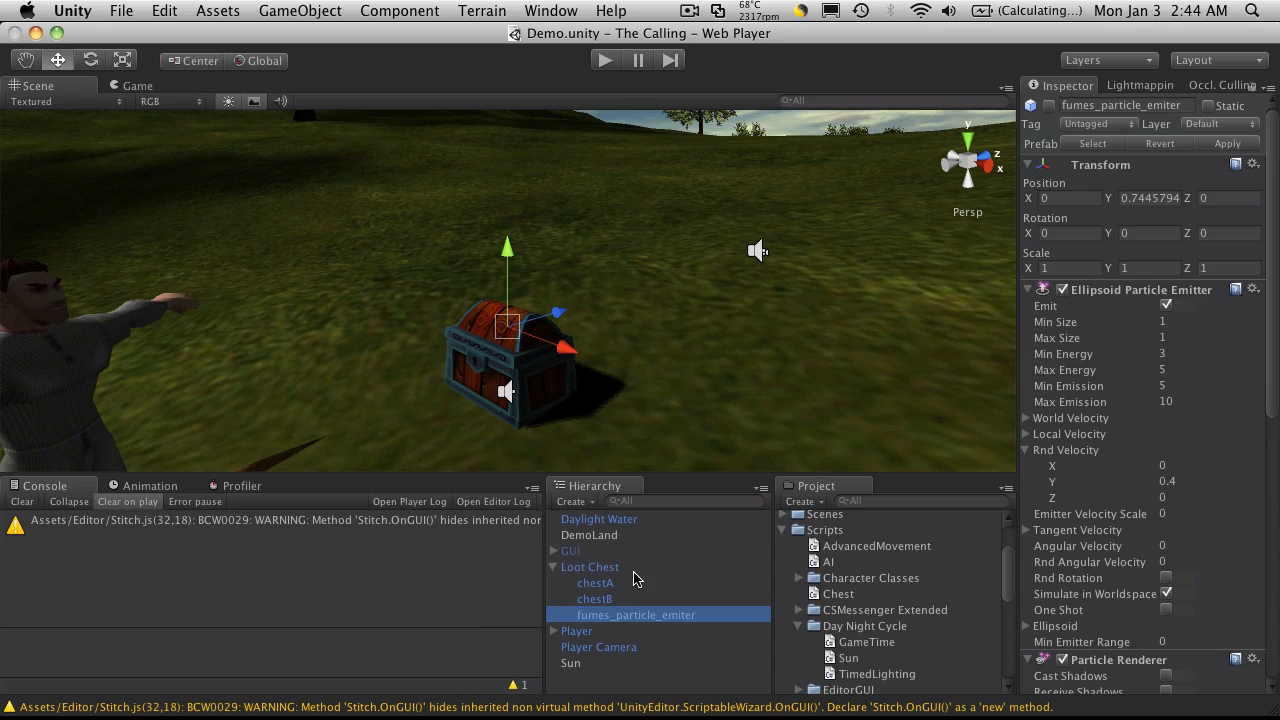 Unity File Edit Assets GameObject Component Terrain Window Help 68°C 2317rpm (Calculating...) Mon Jan 3 2:44 AM
Demo.unity - The Calling - Web Player
Center Global Layers Layout
Scene Game
Textured RGB All
Persp
y
z
x
Console Animation Profiler
Clear Collapse Clear on play Error pause Open Player Log Open Editor Log
Assets/Editor/Stitch.js(32,18): BCW0029: WARNING: Method 'Stitch.OnGUI()' hides inherited nor
1
Hierarchy
Create All
Daylight Water
DemoLand
GUI
Loot Chest
chestA
chestB
fumes_particle_emiter
Player
Player Camera
Sun
Project
Create All
Scenes
Scripts
AdvancedMovement
AI
Character Classes
Chest
CSMessenger Extended
Day Night Cycle
GameTime
Sun
TimedLighting
EditorGUI
Inspector Lightmappin Occl. Culling
fumes_particle_emiter Static
Tag Untagged Layer Default
Prefab Select Revert Apply
Transform
Position
X 0 Y 0.7445794 Z 0
Rotation
X 0 Y 0 Z 0
Scale
X 1 Y 1 Z 1
Ellipsoid Particle Emitter
Emit
Min Size 1
Max Size 1
Min Energy 3
Max Energy 5
Min Emission 5
Max Emission 10
World Velocity
Local Velocity
Rnd Velocity
X 0
Y 0.4
Z 0
Emitter Velocity Scale 0
Tangent Velocity
Angular Velocity 0
Rnd Angular Velocity 0
Rnd Rotation
Simulate in Worldspace
One Shot
Ellipsoid
Min Emitter Range 0
Particle Renderer
Cast Shadows
Receive Shadows
Assets/Editor/Stitch.js(32,18): BCW0029: WARNING: Method 'Stitch.OnGUI()' hides inherited non virtual method 'UnityEditor.ScriptableWizard.OnGUI()'. Declare 'Stitch.OnGUI()' as a 'new' method.